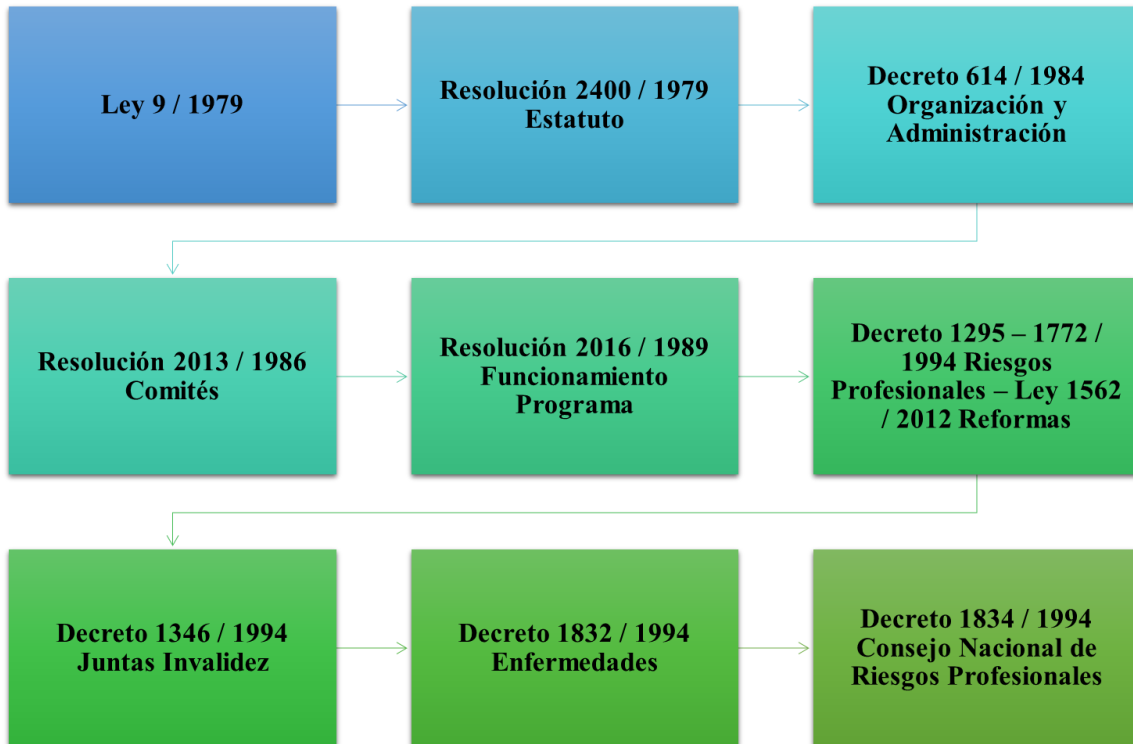 Ley 9 / 1979
Resolución 2400 / 1979
Estatuto
Decreto 614 / 1984
Organización y
Administración
Resolución 2013 / 1986
Comités
Resolución 2016 / 1989
Funcionamiento
Programa
Decreto 1295 – 1772 /
1994 Riesgos
Profesionales – Ley 1562
/ 2012 Reformas
Decreto 1346 / 1994
Juntas Invalidez
Decreto 1832 / 1994
Enfermedades
Decreto 1834 / 1994
Consejo Nacional de
Riesgos Profesionales